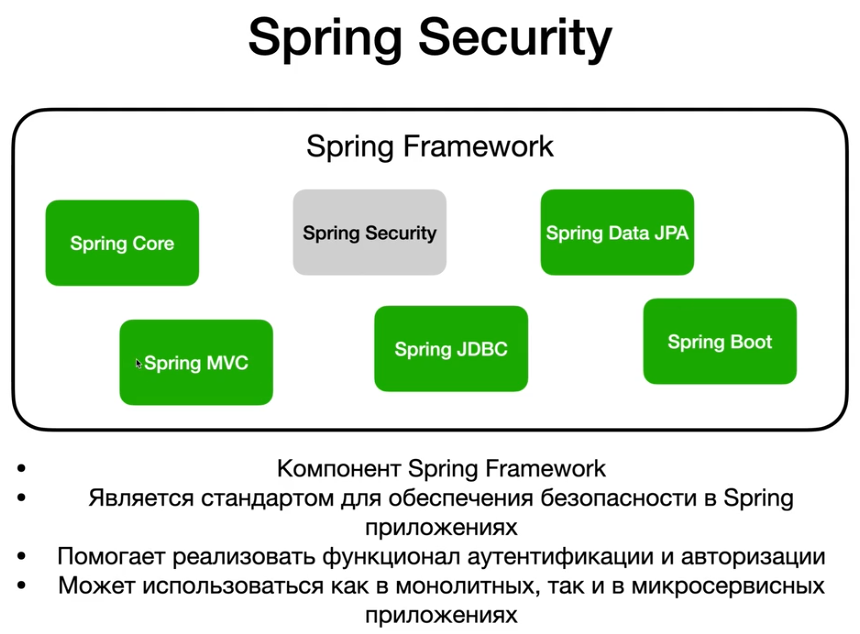 Spring Security
Spring Framework
Spring Core
Spring Security
Spring Data JPA
Spring MVC
Spring JDBC
Spring Boot
• Компонент Spring Framework
• Является стандартом для обеспечения безопасности в Spring
приложениях
• Помогает реализовать функционал аутентификации и авторизации
• Может использоваться как в монолитных, так и в микросервисных
приложениях